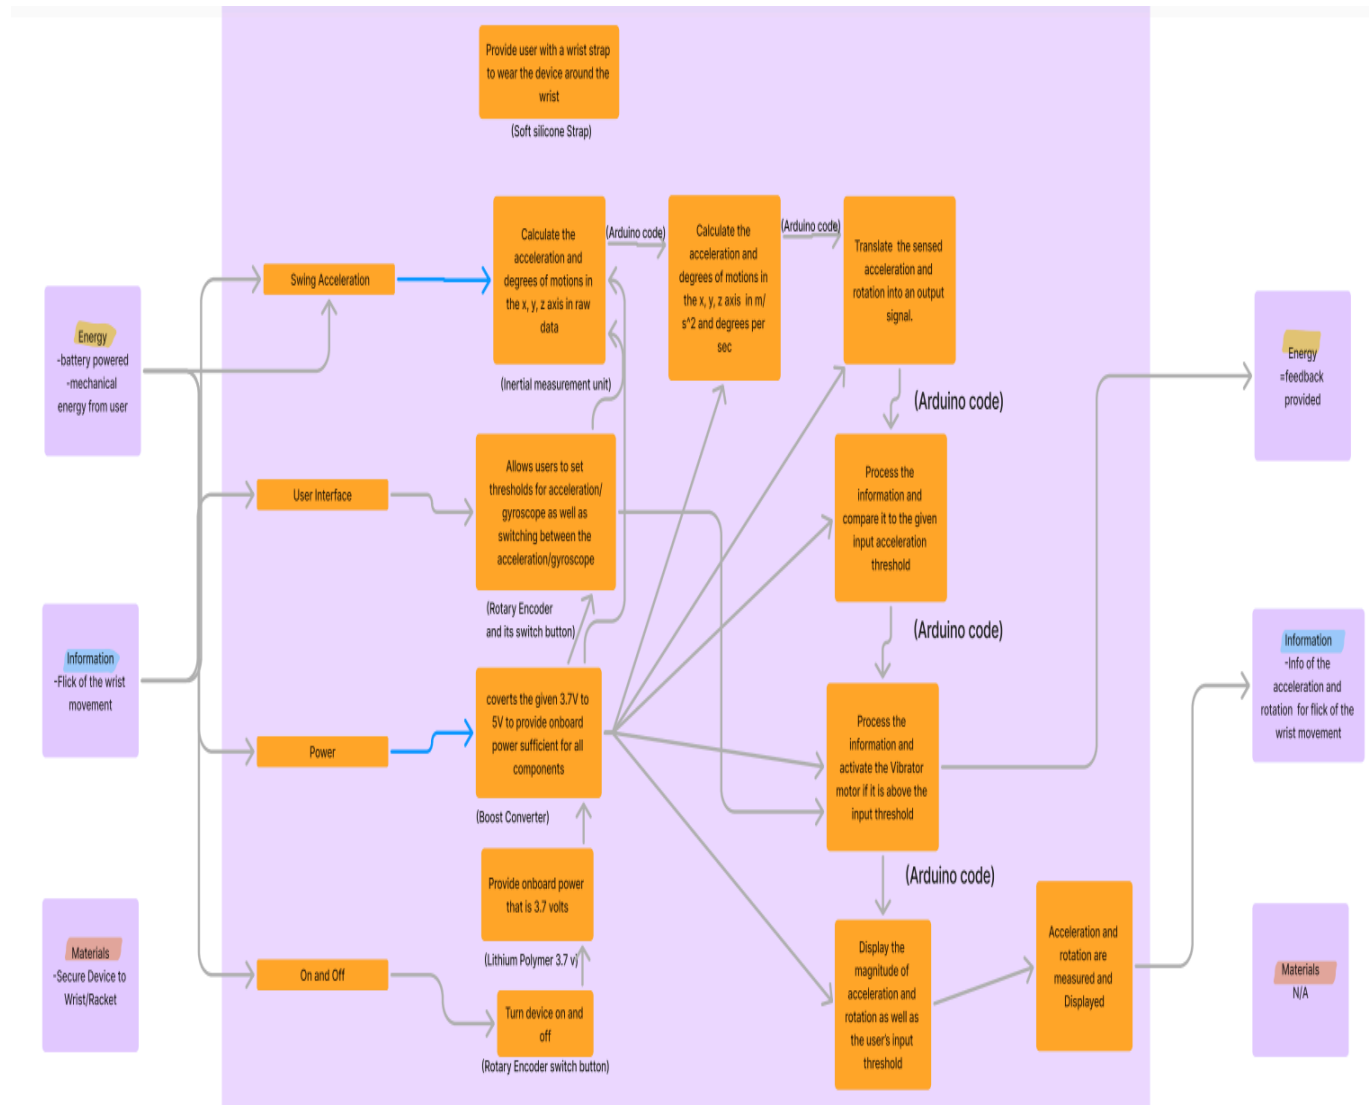 Provide user with a wrist strap
to wear the device around the
wrist
(Soft silicone Strap)
Energy
-battery powered
-mechanical
energy from user
Information
-Flick of the wrist
movement
Materials
-Secure Device to
Wrist/Racket
Swing Acceleration
User Interface
Power
On and Off
Calculate the
acceleration and
degrees of motions in
the x, y, z axis in raw
data
(Inertial measurement unit)
(Arduino code)
Calculate the
acceleration and
degrees of motions in
the x, y, z axis in m/
s^2 and degrees per
sec
(Arduino code)
Translate the sensed
acceleration and
rotation into an output
signal.
(Arduino code)
Allows users to set
thresholds for acceleration/
gyroscope as well as
switching between the
acceleration/gyroscope
(Rotary Encoder
and its switch button)
Process the
information and
compare it to the given
input acceleration
threshold
(Arduino code)
coverts the given 3.7V to
5V to provide onboard
power sufficient for all
components
(Boost Converter)
Process the
information and
activate the Vibrator
motor if it is above the
input threshold
(Arduino code)
Provide onboard power
that is 3.7 volts
(Lithium Polymer 3.7 v)
Turn device on and
off
(Rotary Encoder switch button)
Display the
magnitude of
acceleration and
rotation as well as
the user's input
threshold
Acceleration and
rotation are
measured and
Displayed
Energy
=feedback
provided
Information
-Info of the
acceleration and
rotation for flick of the
wrist movement
Materials
N/A